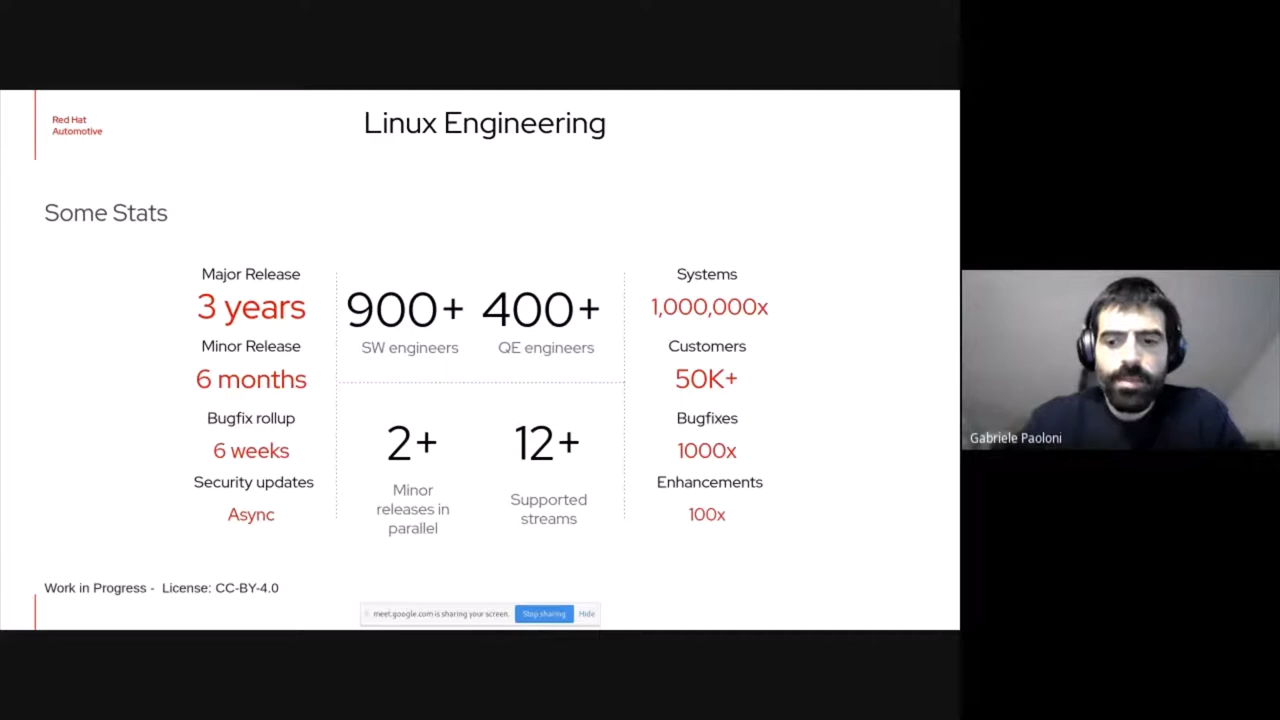 Red Hat
Automotive
Linux Engineering
Some Stats
Major Release
3 years
Minor Release
6 months
Bugfix rollup
6 weeks
Security updates
Async
900+
SW engineers
400+
QE engineers
2+
Minor
releases in
parallel
12+
Supported
streams
Systems
1,000,000x
Customers
50K+
Bugfixes
1000x
Enhancements
100x
Work in Progress - License: CC-BY-4.0
meet.google.com is sharing your screen.
Stop sharing
Hide
Gabriele Paoloni